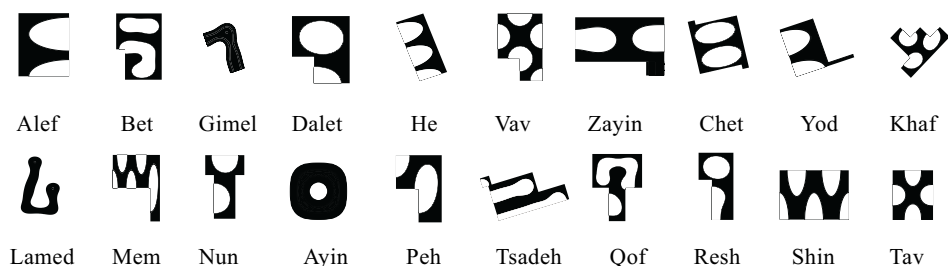 Alef Bet Gimel Dalet He Vav Zayin Chet Yod Khaf
Lamed Mem Nun Ayin Peh Tsadeh Qof Resh Shin Tav